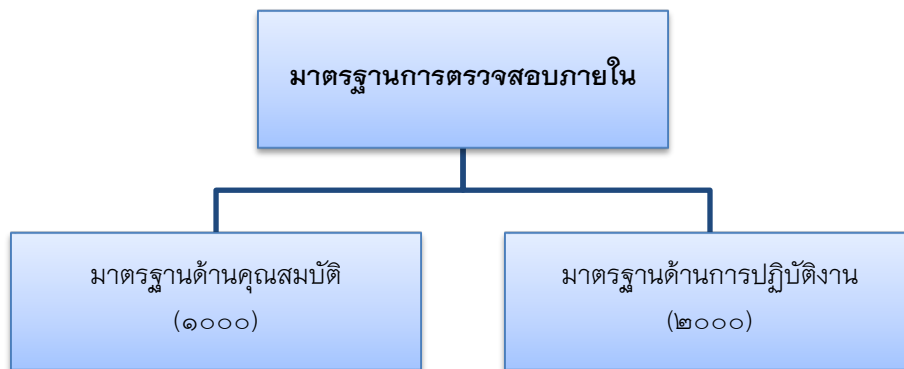 มาตรฐานการตรวจสอบภายใน
มาตรฐานด้านคุณสมบัติ
(๑๐๐๐)
มาตรฐานด้านการปฏิบัติงาน
(๒๐๐๐)